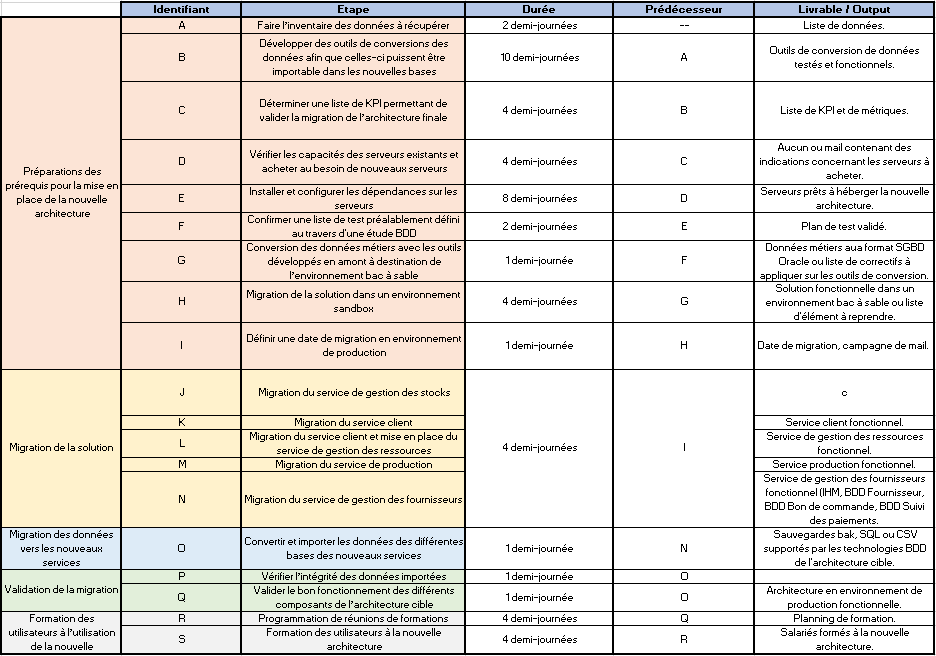 Identifiant
Etape
Durée
Prédécesseur
Livrable / Output
Préparations des
prérequis pour la mise en
place de la nouvelle
architecture
A
Faire l'inventaire des données à récupérer
2 demi-journées
--
Liste de données.
B
Développer des outils de conversions des
données afin que celles-ci puissent être
importable dans les nouvelles bases
10 demi-journées
A
Outils de conversion de données
testés et fonctionnels.
C
Déterminer une liste de KPI permettant de
valider la migration de l'architecture finale
4 demi-journées
B
Liste de KPI et de métriques.
D
Vérifier les capacités des serveurs existants et
acheter au besoin de nouveaux serveurs
4 demi-journées
C
Aucun ou mail contenant des
indications concernant les serveurs à
acheter.
E
Installer et configurer les dépendances sur les
serveurs
8 demi-journées
D
Serveurs prêts à héberger la nouvelle
architecture.
F
Confirmer une liste de test préalablement défini
au travers d'une étude BDD
2 demi-journées
E
Plan de test validé.
G
Conversion des données métiers avec les outils
développés en amont à destination de
l'environnement bac à sable
1 demi-journée
F
Données métiers aua format SGBD
Oracle ou liste de correctifs à
appliquer sur les outils de conversion.
H
Migration de la solution dans un environnement
sandbox
4 demi-journées
G
Solution fonctionnelle dans un
environnement bac à sable ou liste
d'élément à reprendre.
I
Définir une date de migration en environnement
de production
1 demi-journée
H
Date de migration, campagne de mail.
Migration de la solution
J
Migration du service de gestion des stocks
4 demi-journées
I
c
K
Migration du service client
Service client fonctionnel.
L
Migration du service client et mise en place du
service de gestion des ressources
Service de gestion des ressources
fonctionnel.
M
Migration du service de production
Service production fonctionnel.
N
Migration du service de gestion des fournisseurs
Service de gestion des fournisseurs
fonctionnel (IHM, BDD Fournisseur,
BDD Bon de commande, BDD Suivi
des paiements.
Migration des données
vers les nouveaux
services
O
Convertir et importer les données des différentes
bases des nouveaux services
1 demi-journée
N
Sauvegardes bak, SQL ou CSV
supportés par les technologies BDD
de l'architecture cible.
Validation de la migration
P
Vérifier l'intégrité des données importées
1 demi-journée
O
Q
Valider le bon fonctionnement des différents
composants de l'architecture cible
1 demi-journée
O
Architecture en environnement de
production fonctionnelle.
Formation des
utilisateurs à l'utilisation
de la nouvelle
R
Programmation de réunions de formations
4 demi-journées
Q
Planning de formation.
S
Formation des utilisateurs à la nouvelle
architecture
4 demi-journées
R
Salariés formés à la nouvelle
architecture.